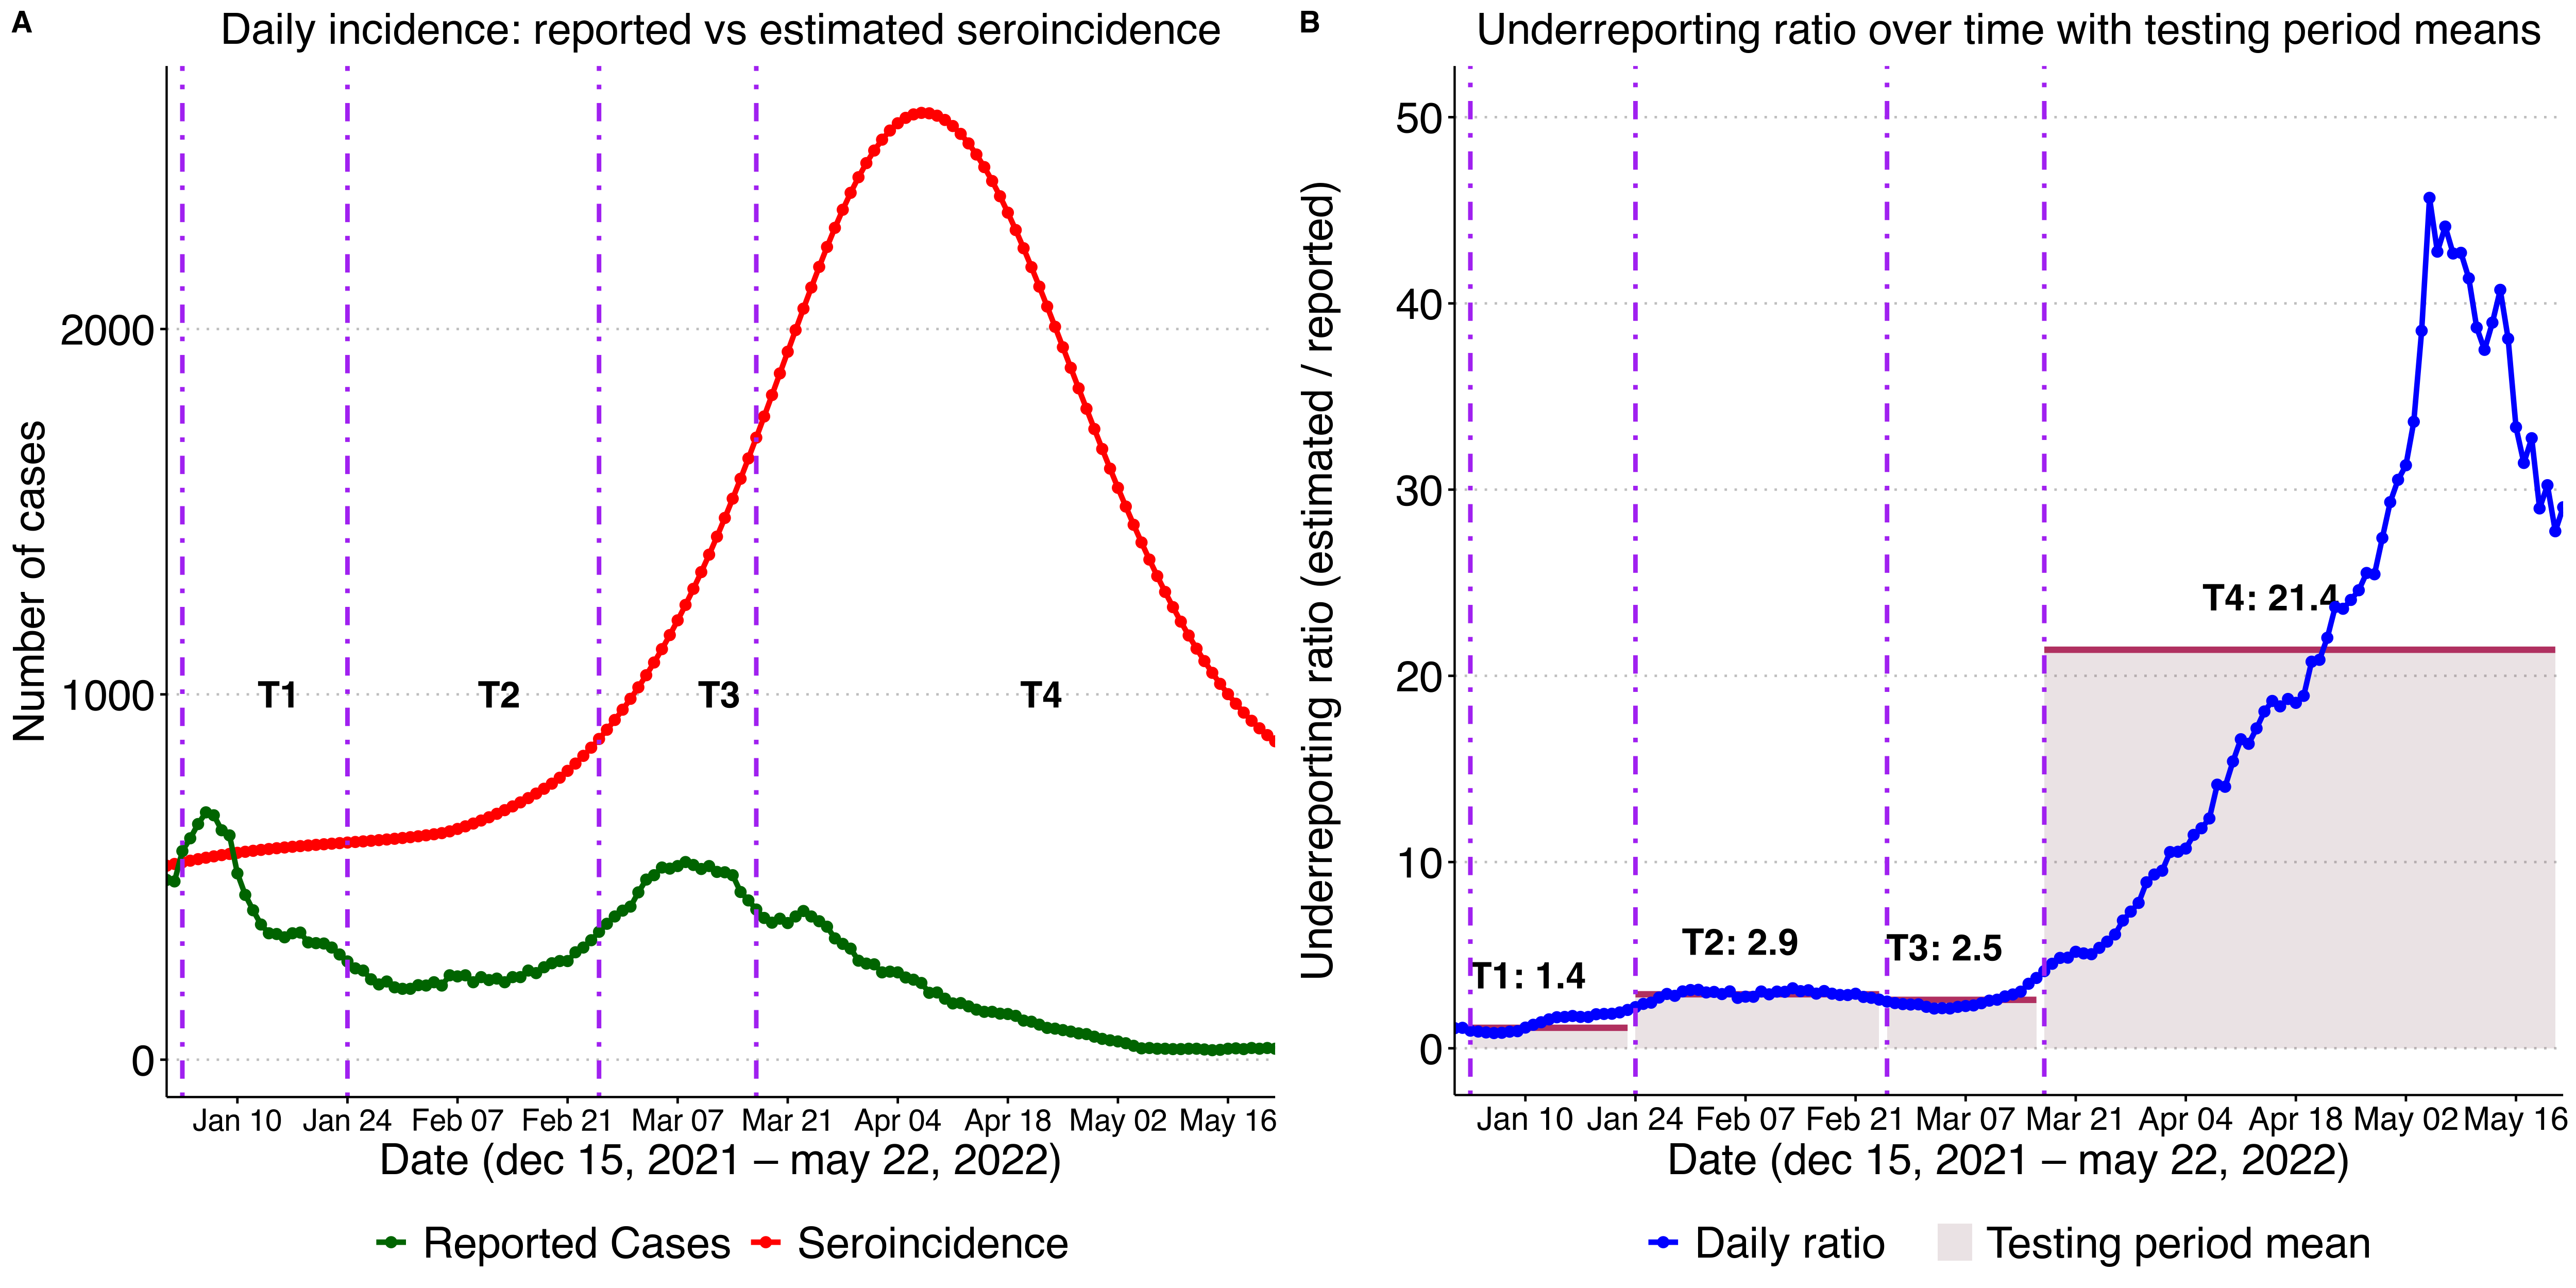 A
Daily incidence: reported vs estimated seroincidence
Number of cases
2000
1000
0
T1
T2
T3
T4
Jan 10
Jan 24
Feb 07
Feb 21
Mar 07
Mar 21
Apr 04
Apr 18
May 02
May 16
Date (dec 15, 2021 – may 22, 2022)
Reported Cases
Seroincidence
B
Underreporting ratio over time with testing period means
Underreporting ratio (estimated / reported)
50
40
30
20
10
0
T1: 1.4
T2: 2.9
T3: 2.5
T4: 21.4
Jan 10
Jan 24
Feb 07
Feb 21
Mar 07
Mar 21
Apr 04
Apr 18
May 02
May 16
Date (dec 15, 2021 – may 22, 2022)
Daily ratio
Testing period mean